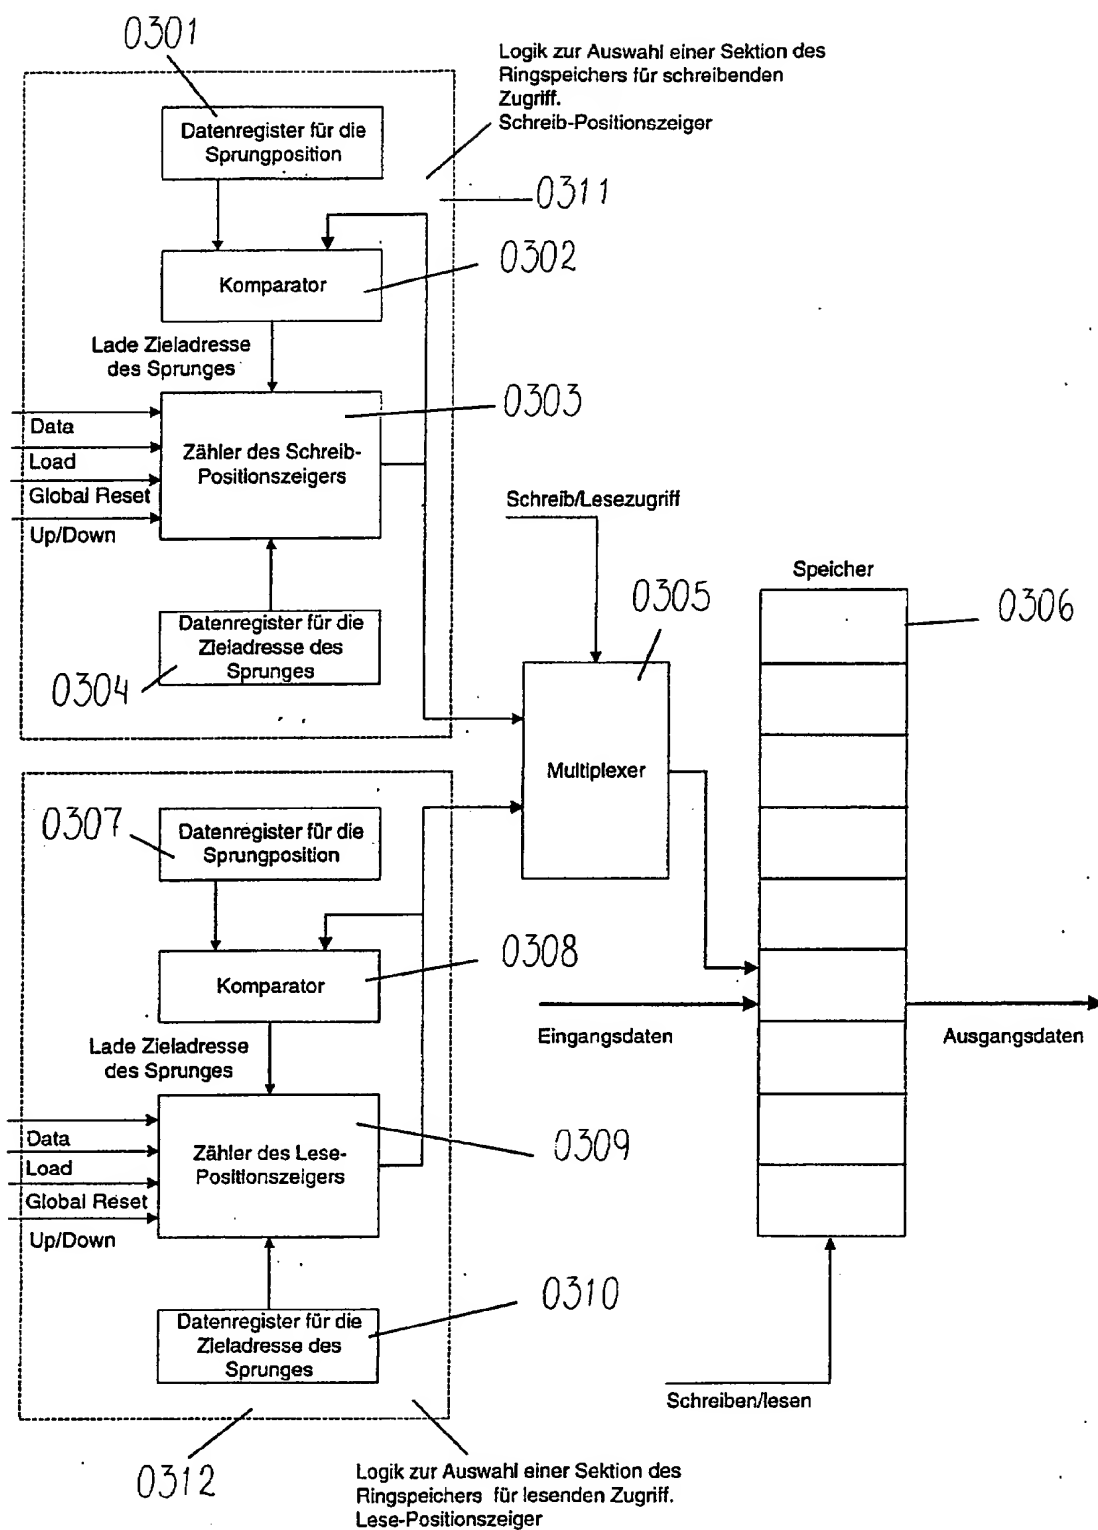 0301
Logik zur Auswahl einer Sektion des
Ringspeichers für schreibenden
Zugriff.
Schreib-Positionszeiger
Datenregister für die
Sprungposition
0311
0302
Komparator
Lade Zieladresse
des Sprunges
0303
Data
Load
Global Reset
Up/Down
Zähler des Schreib-
Positionszeigers
Schreib/Lesezugriff
Speicher
0305
0306
Datenregister für die
Zieladresse des
Sprunges
0304
Multiplexer
0307
Datenregister für die
Sprungposition
0308
Komparator
Eingangsdaten
Ausgangsdaten
Lade Zieladresse
des Sprunges
0309
Data
Load
Global Reset
Up/Down
Zähler des Lese-
Positionszeigers
0310
Datenregister für die
Zieladresse des
Sprunges
Schreiben/lesen
0312
Logik zur Auswahl einer Sektion des
Ringspeichers für lesenden Zugriff.
Lese-Positionszeiger